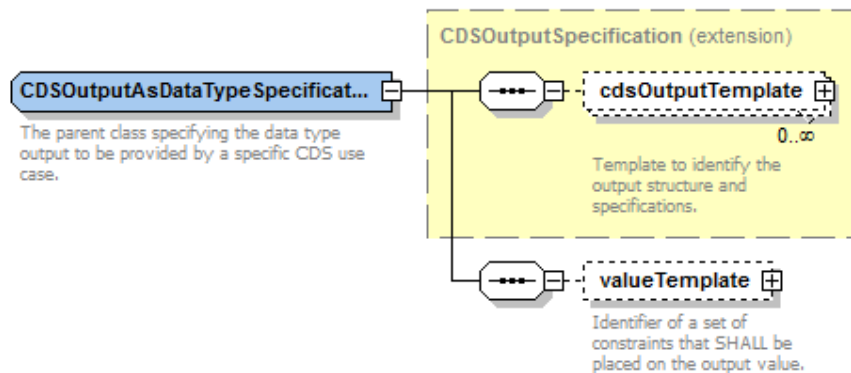 CDSOutputSpecification (extension)
CDSOutputAsDataTypeSpecificat...
The parent class specifying the data type
output to be provided by a specific CDS use
case.
cdsOutputTemplate
0..∞
Template to identify the
output structure and
specifications.
valueTemplate
Identifier of a set of
constraints that SHALL be
placed on the output value.